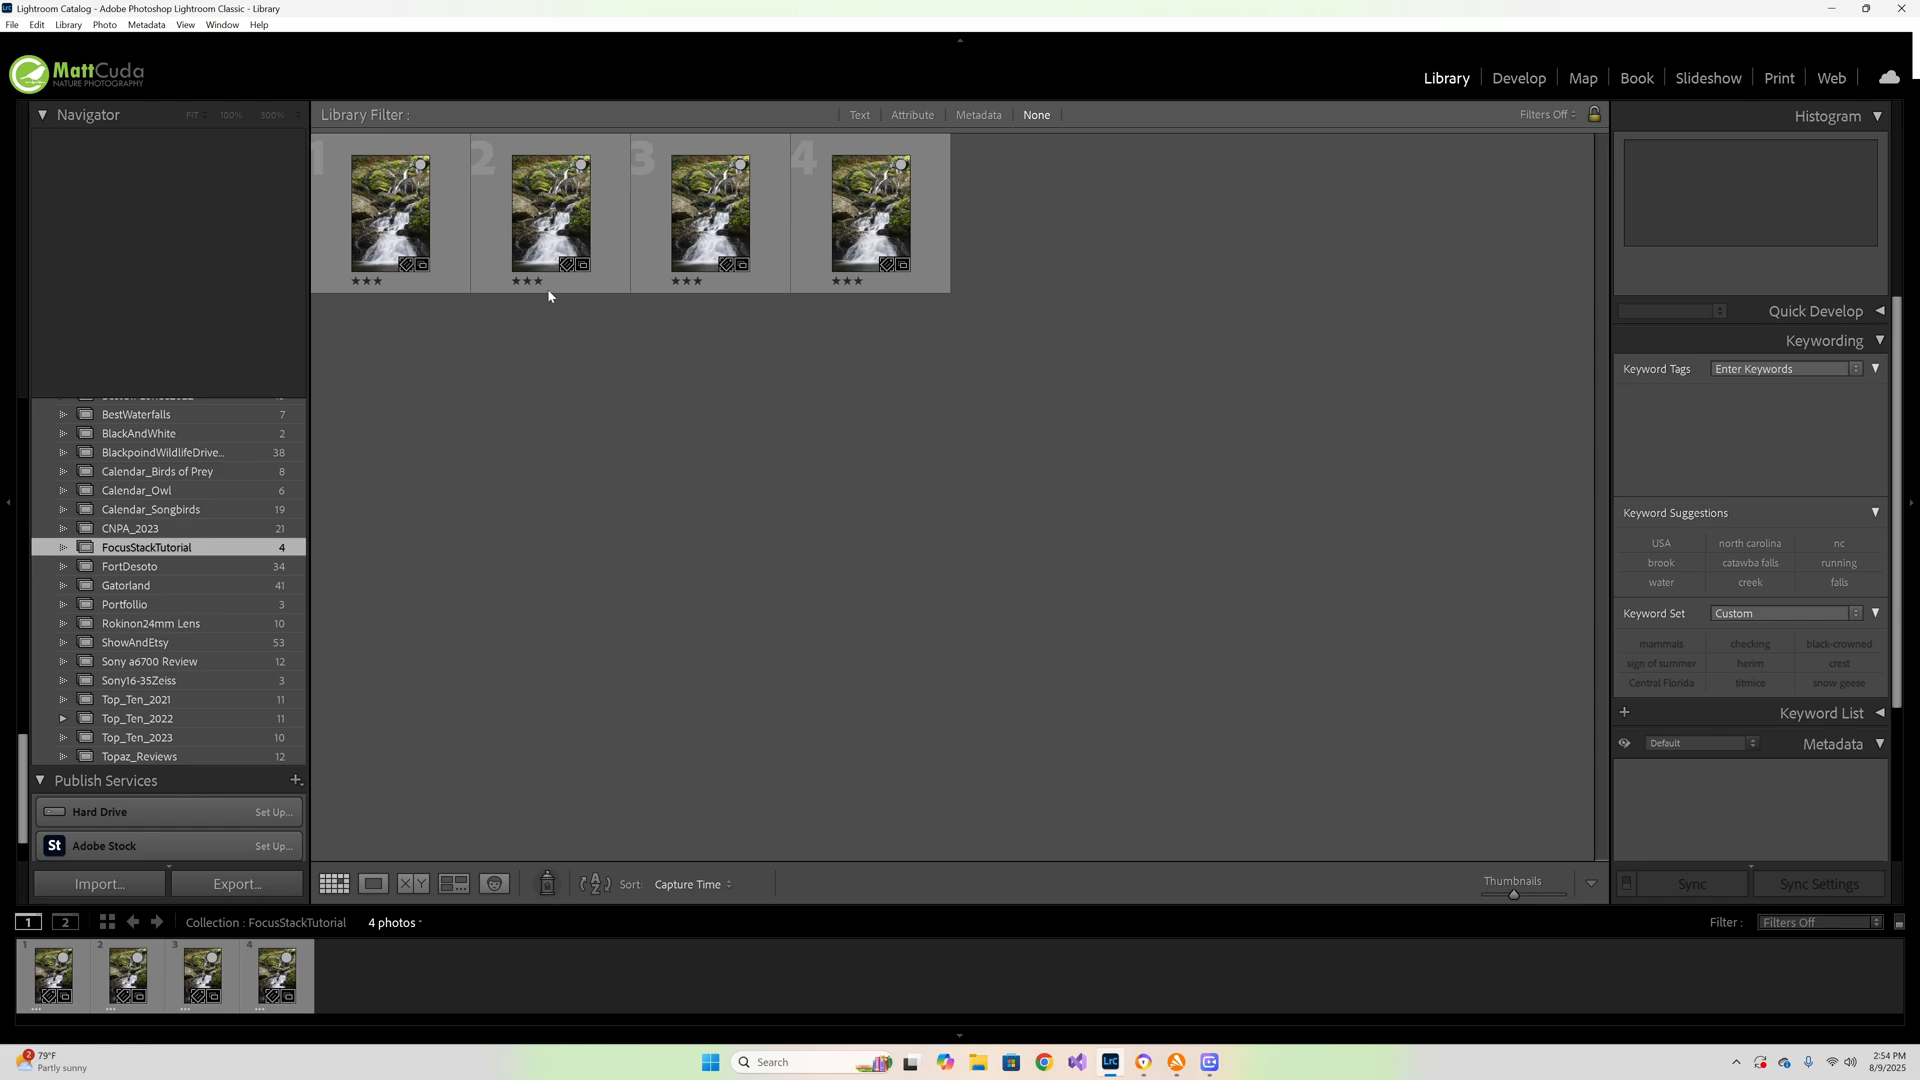 Lightroom Catalog - Adobe Photoshop Lightroom Classic - Library
File Edit Library Photo Metadata View Window Help
MattCuda
NATURE PHOTOGRAPHY
Library Develop Map Book Slideshow Print Web
Navigator FIT 100% 300%
Library Filter : Text Attribute Metadata None Filters Off
Histogram
1 2 3 4
★★★ ★★★ ★★★ ★★★
Quick Develop
Keywording
Keyword Tags Enter Keywords
BestWaterfalls 7
BlackAndWhite 2
BlackpoindWildlifeDrive... 38
Calendar_Birds of Prey 8
Calendar_Owl 6
Calendar_Songbirds 19
CNPA_2023 21
FocusStackTutorial 4
FortDesoto 34
Gatorland 41
Portfollio 3
Rokinon24mm Lens 10
ShowAndEtsy 53
Sony a6700 Review 12
Sony16-35Zeiss 3
Top_Ten_2021 11
Top_Ten_2022 11
Top_Ten_2023 10
Topaz_Reviews 12
Keyword Suggestions
USA north carolina nc
brook catawba falls running
water creek falls
Keyword Set Custom
mammals checking black-crowned
sign of summer herim crest
Central Florida titmice snow geese
Keyword List
Default Metadata
Publish Services
Hard Drive Set Up...
St Adobe Stock Set Up...
Import... Export...
XY Sort: Capture Time Thumbnails
Sync Sync Settings
1 2 Collection : FocusStackTutorial 4 photos Filter : Filters Off
1 2 3 4
2 79°F
Partly sunny
Search
LrC
2:54 PM
8/9/2025